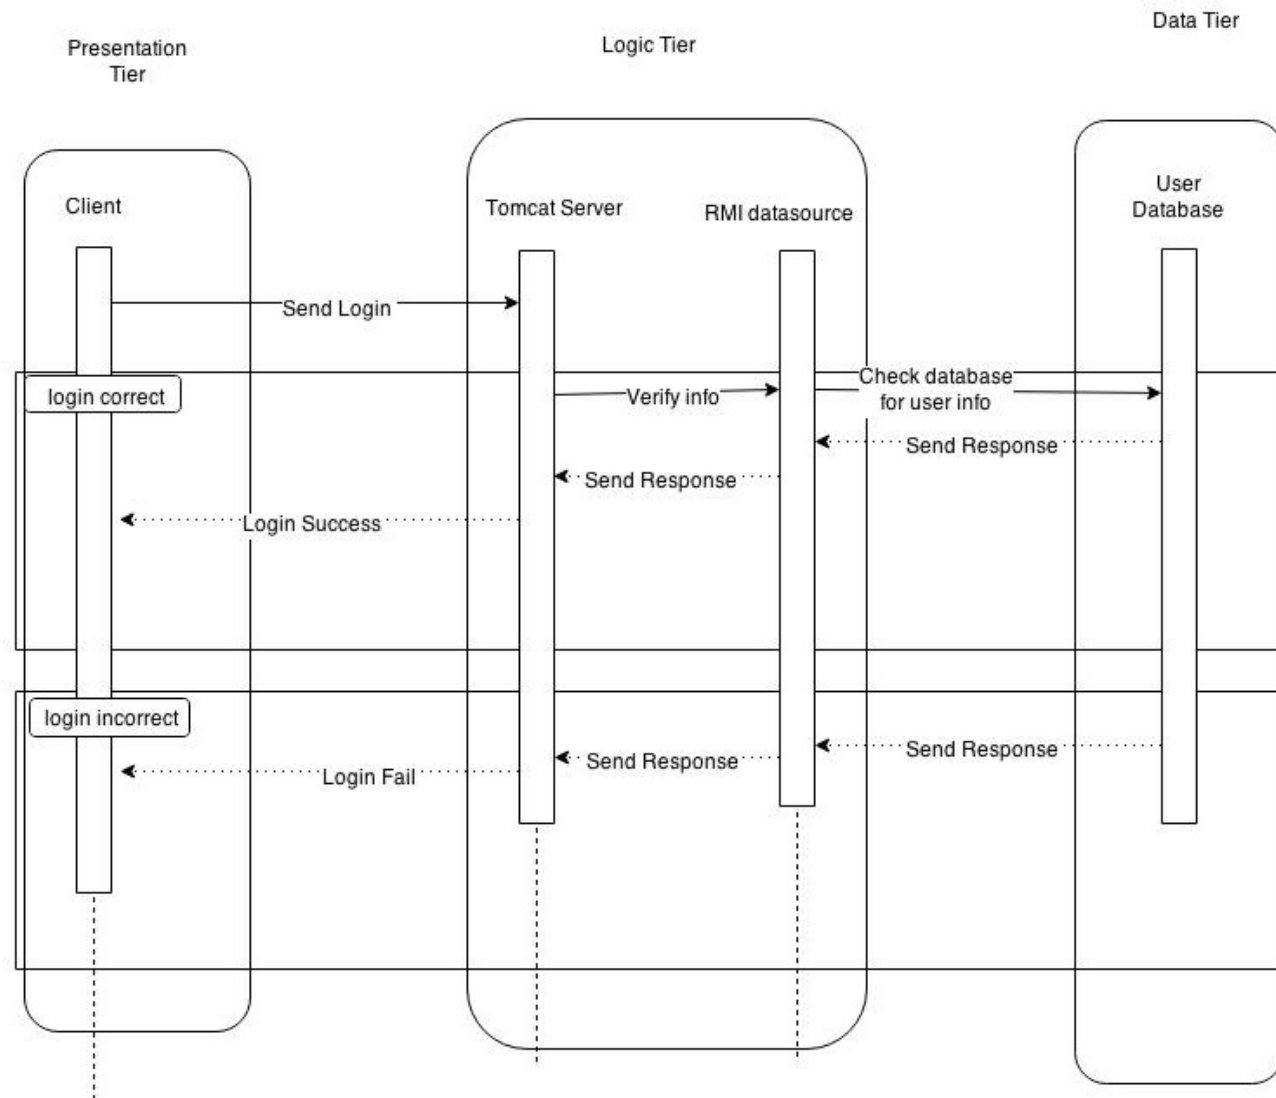 Presentation
Tier
Logic Tier
Data Tier
Client
Tomcat Server
RMI datasource
User
Database
Send Login
login correct
Verify info
Check database
for user info
Send Response
Send Response
Login Success
login incorrect
Send Response
Send Response
Login Fail